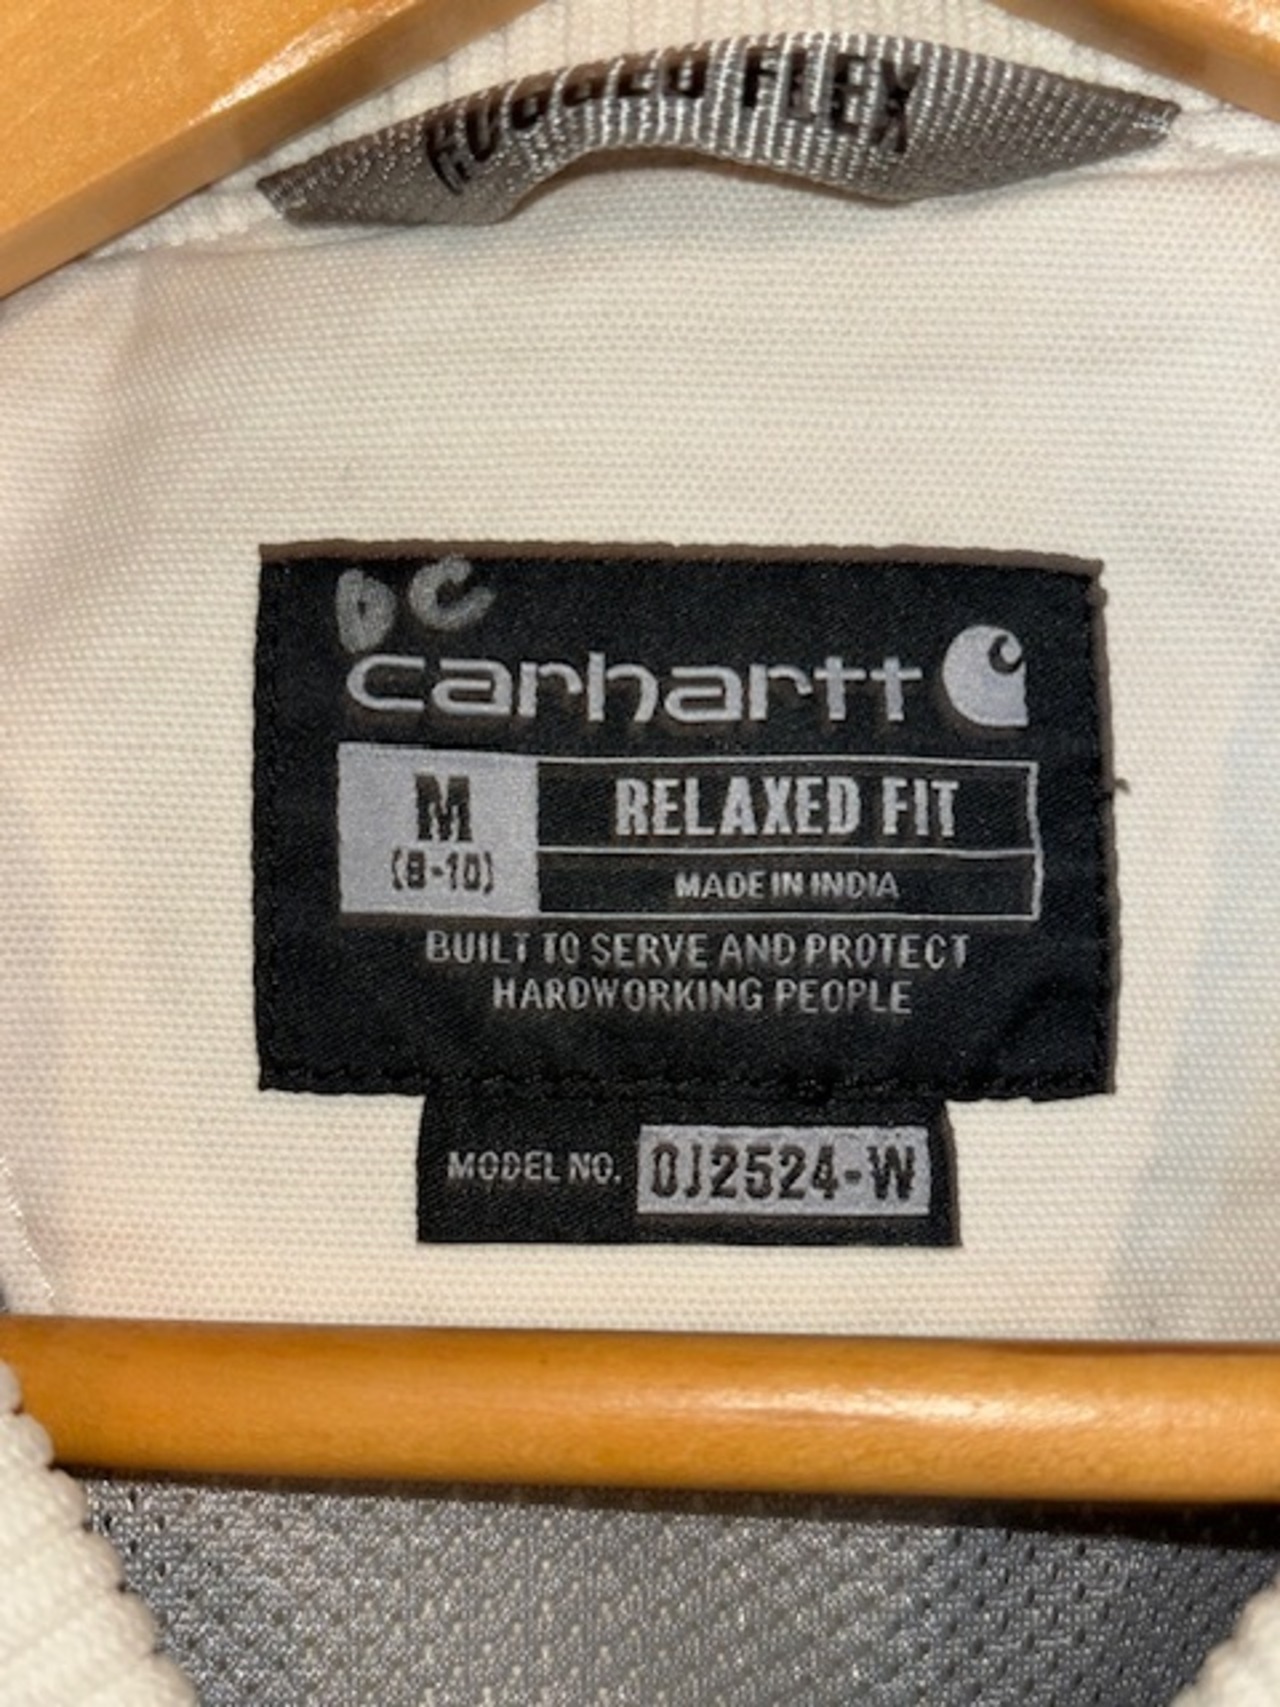 RUGGED FLEX
DC
carhartt
M
(8-10)
RELAXED FIT
MADE IN INDIA
BUILT TO SERVE AND PROTECT
HARDWORKING PEOPLE
MODEL NO. OJ2524-W